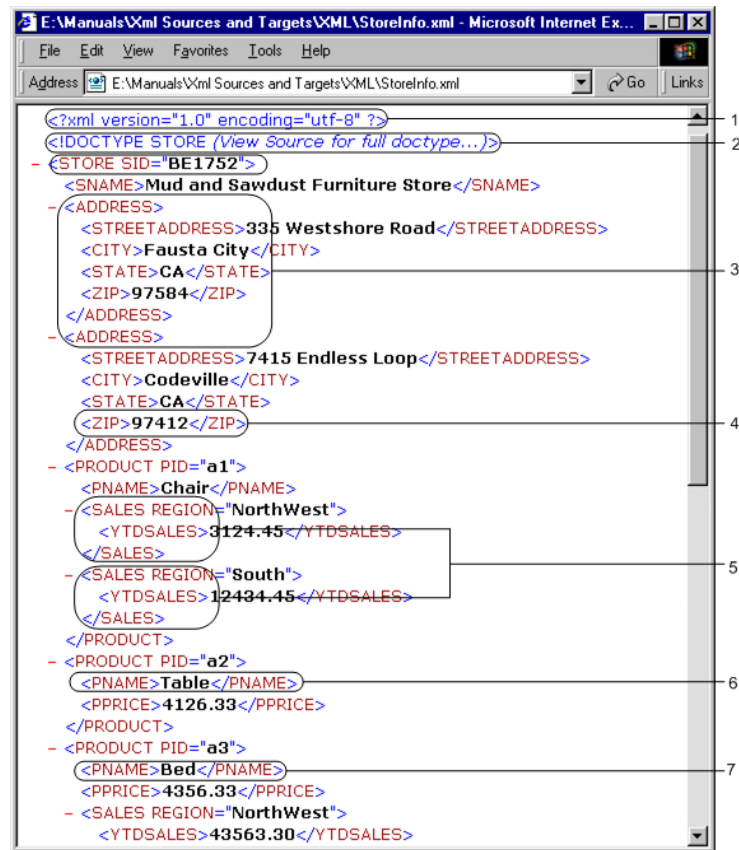 E:\Manuals\Xml Sources and Targets\XML\StoreInfo.xml - Microsoft Internet Ex...
File Edit View Favorites Tools Help
Address E:\Manuals\Xml Sources and Targets\XML\StoreInfo.xml Go Links
<?xml version="1.0" encoding="utf-8" ?> 1
<!DOCTYPE STORE (View Source for full doctype...)> 2
- <STORE SID="BE1752">
<SNAME>Mud and Sawdust Furniture Store</SNAME>
- <ADDRESS>
<STREETADDRESS>335 Westshore Road</STREETADDRESS>
<CITY>Fausta City</CITY>
<STATE>CA</STATE> 3
<ZIP>97584</ZIP>
</ADDRESS>
- <ADDRESS>
<STREETADDRESS>7415 Endless Loop</STREETADDRESS>
<CITY>Codeville</CITY>
<STATE>CA</STATE>
<ZIP>97412</ZIP> 4
</ADDRESS>
- <PRODUCT PID="a1">
<PNAME>Chair</PNAME>
- <SALES REGION="NorthWest">
<YTDSALES>3124.45</YTDSALES>
</SALES> 5
- <SALES REGION="South">
<YTDSALES>12434.45</YTDSALES>
</SALES>
</PRODUCT>
- <PRODUCT PID="a2">
<PNAME>Table</PNAME> 6
<PPRICE>4126.33</PPRICE>
</PRODUCT>
- <PRODUCT PID="a3">
<PNAME>Bed</PNAME> 7
<PPRICE>4356.33</PPRICE>
- <SALES REGION="NorthWest">
<YTDSALES>43563.30</YTDSALES>